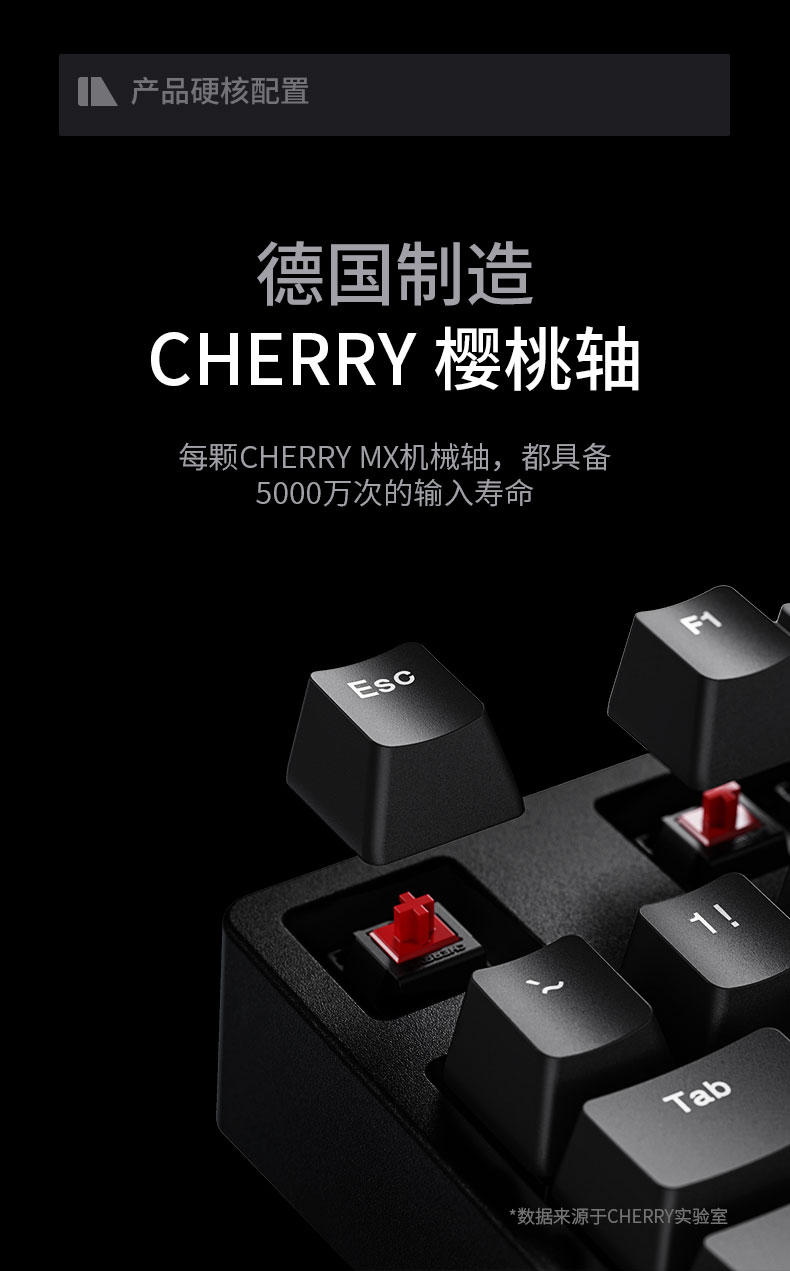 产品硬核配置
德国制造
CHERRY 樱桃轴
每颗CHERRY MX机械轴，都具备
5000万次的输入寿命
Esc
F1
CHERRY
1!
`~
Tab
*数据来源于CHERRY实验室